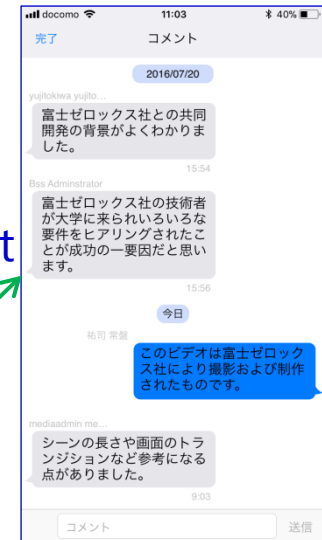 docomo 11:03 40%
完了 コメント
2016/07/20
yujitokiwa yujito...
富士ゼロックス社との共同
開発の背景がよくわかりま
した。
15:54
Bss Adminstrator
富士ゼロックス社の技術者
が大学に来られいろいろな
要件をヒアリングされたこ
とが成功の一要因だと思い
ます。
15:56
t
今日
祐司 常盤
このビデオは富士ゼロック
ス社により撮影および制作
されたものです。
mediaadmin me...
シーンの長さや画面のトラ
ンジションなど参考になる
点がありました。
9:03
コメント 送信